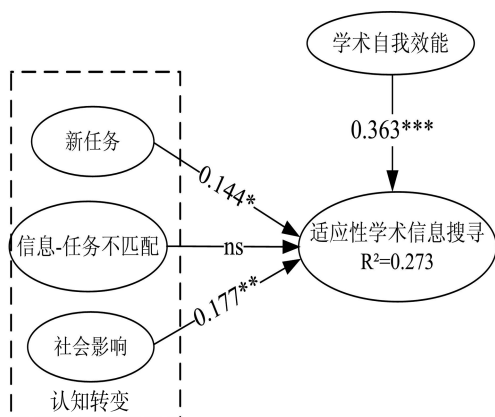 学术自我效能
0.363***
新任务
0.144*
信息-任务不匹配
ns
适应性学术信息搜寻
R²=0.273
0.177**
社会影响
认知转变